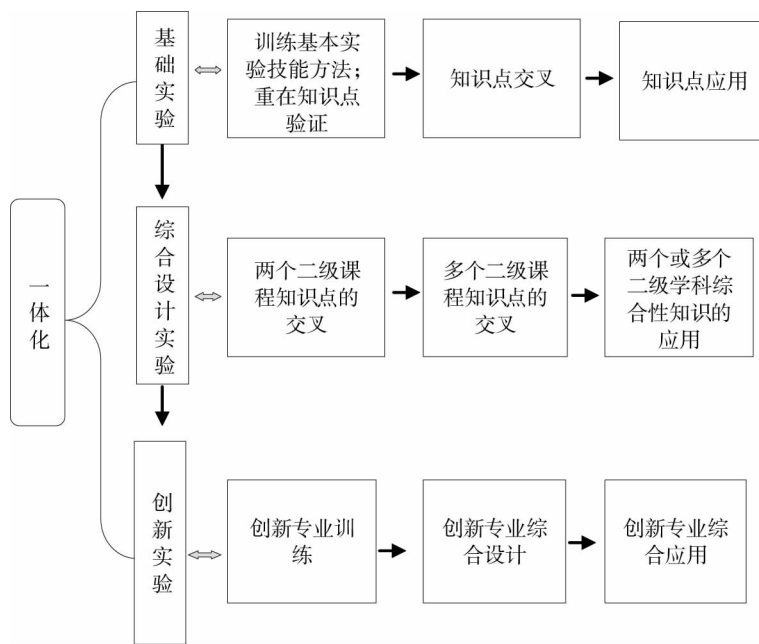 一体化
基础实验
训练基本实
验技能方法；
重在知识点
验证
知识点交叉
知识点应用
综合设计实验
两个二级课
程知识点的
交叉
多个二级课
程知识点的
交叉
两个或多个
二级学科综
合性知识的
应用
创新实验
创新专业训
练
创新专业综
合设计
创新专业综
合应用